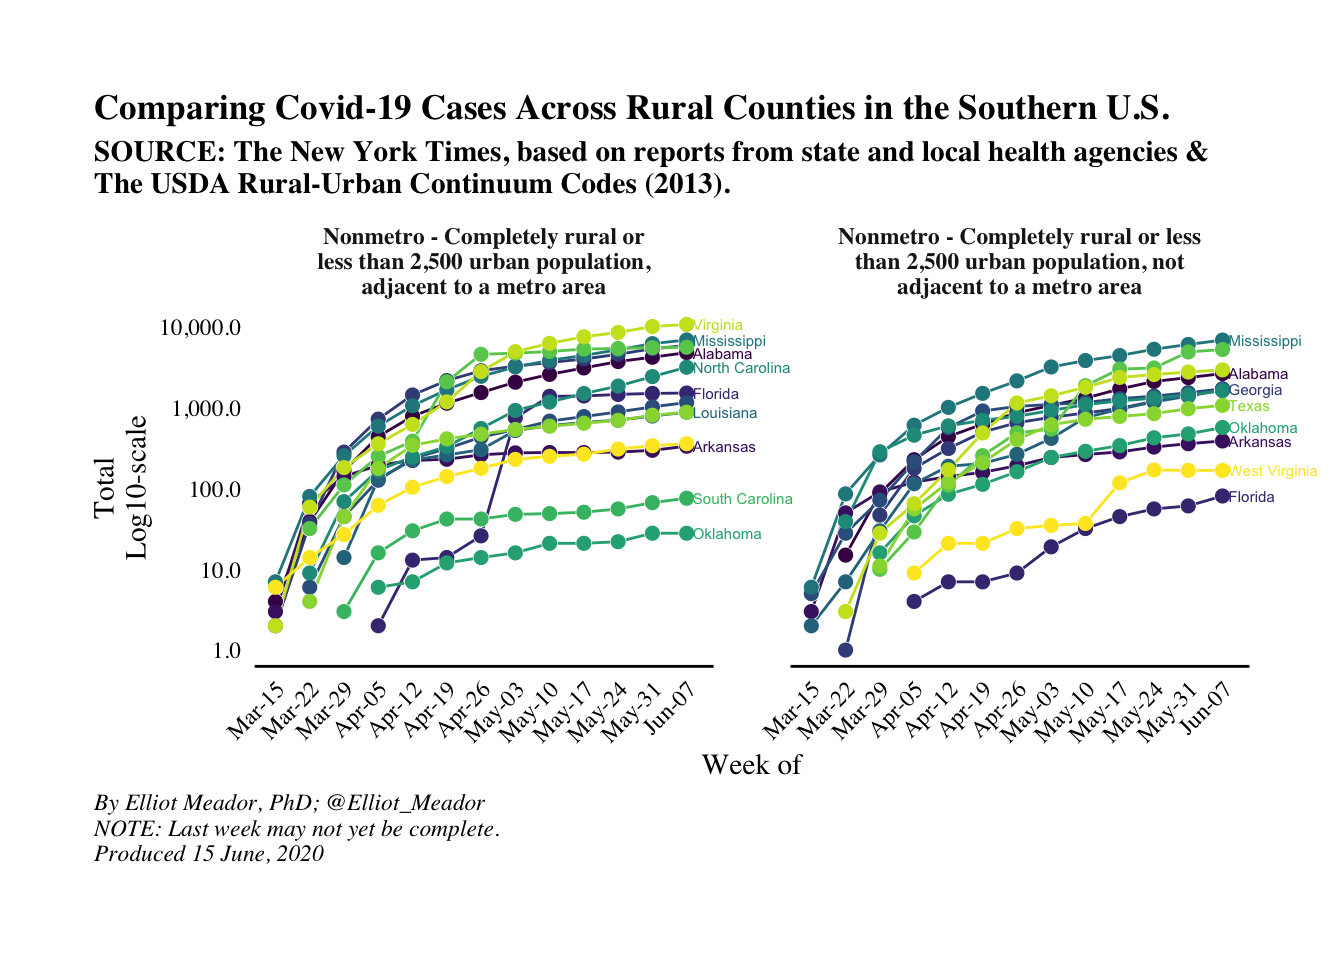 Comparing Covid-19 Cases Across Rural Counties in the Southern U.S.
SOURCE: The New York Times, based on reports from state and local health agencies &
The USDA Rural-Urban Continuum Codes (2013).
Nonmetro - Completely rural or
less than 2,500 urban population,
adjacent to a metro area
Nonmetro - Completely rural or less
than 2,500 urban population, not
adjacent to a metro area
Total
Log10-scale
10,000.0
1,000.0
100.0
10.0
1.0
Virginia
Mississippi
Alabama
North Carolina
Florida
Louisiana
Arkansas
South Carolina
Oklahoma
Mississippi
Alabama
Georgia
Texas
Oklahoma
Arkansas
West Virginia
Florida
Mar-15
Mar-22
Mar-29
Apr-05
Apr-12
Apr-19
Apr-26
May-03
May-10
May-17
May-24
May-31
Jun-07
Mar-15
Mar-22
Mar-29
Apr-05
Apr-12
Apr-19
Apr-26
May-03
May-10
May-17
May-24
May-31
Jun-07
Week of
By Elliot Meador, PhD; @Elliot_Meador
NOTE: Last week may not yet be complete.
Produced 15 June, 2020